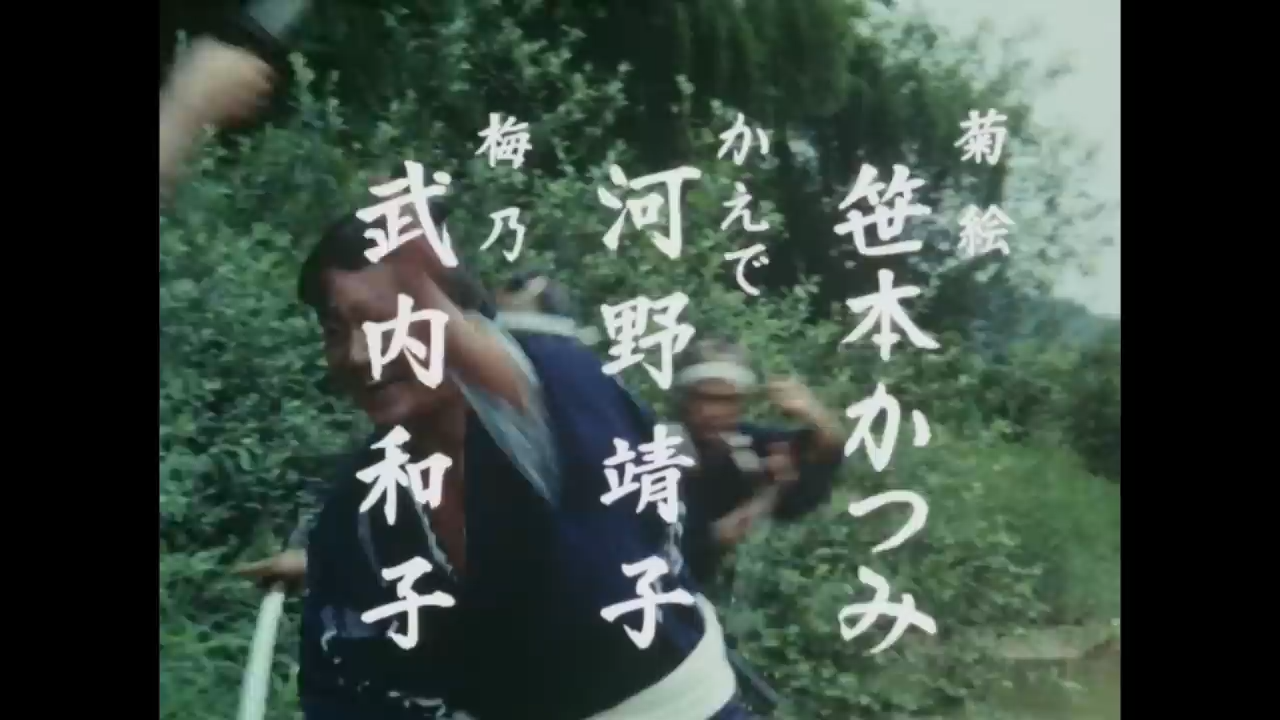 菊絵
笹本かつみ
かえで
河野靖子
梅乃
武内和子